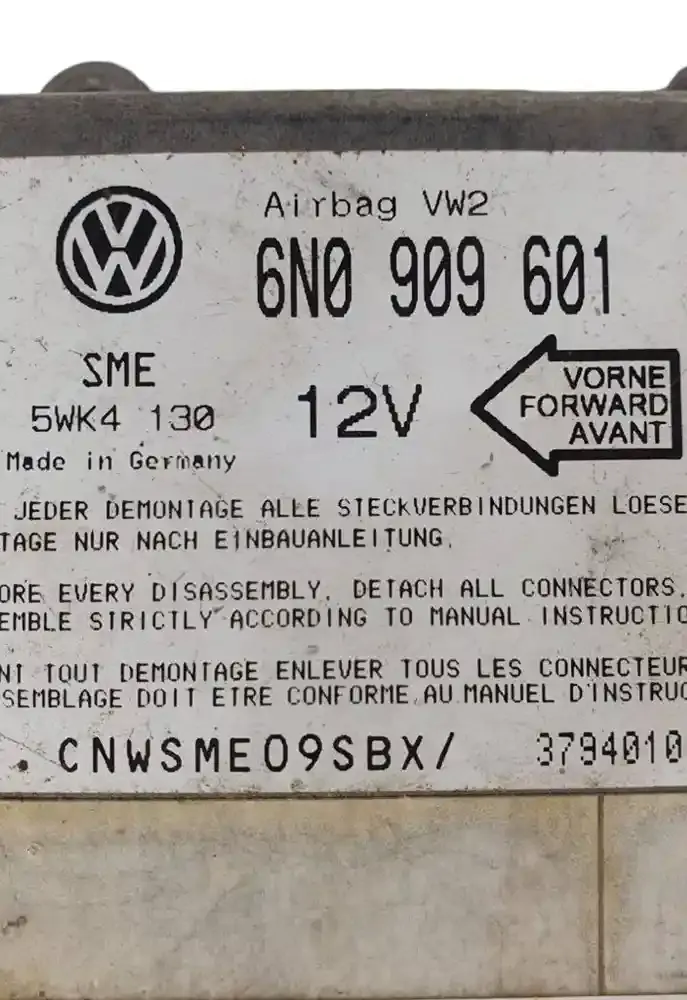 Airbag VW2
6N0 909 601
SME
5WK4 130
12V
VORNE
FORWARD
AVANT
Made in Germany
JEDER DEMONTAGE ALLE STECKVERBINDUNGEN LOESE
TAGE NUR NACH EINBAUANLEITUNG.
ORE EVERY DISASSEMBLY, DETACH ALL CONNECTORS.
EMBLE STRICTLY ACCORDING TO MANUAL INSTRUCTIO
NT TOUT DEMONTAGE ENLEVER TOUS LES CONNECTEUR
SEMBLAGE DOIT ETRE CONFORME AU MANUEL D'INSTRUC
. CNWSME09SBX/ 3794010